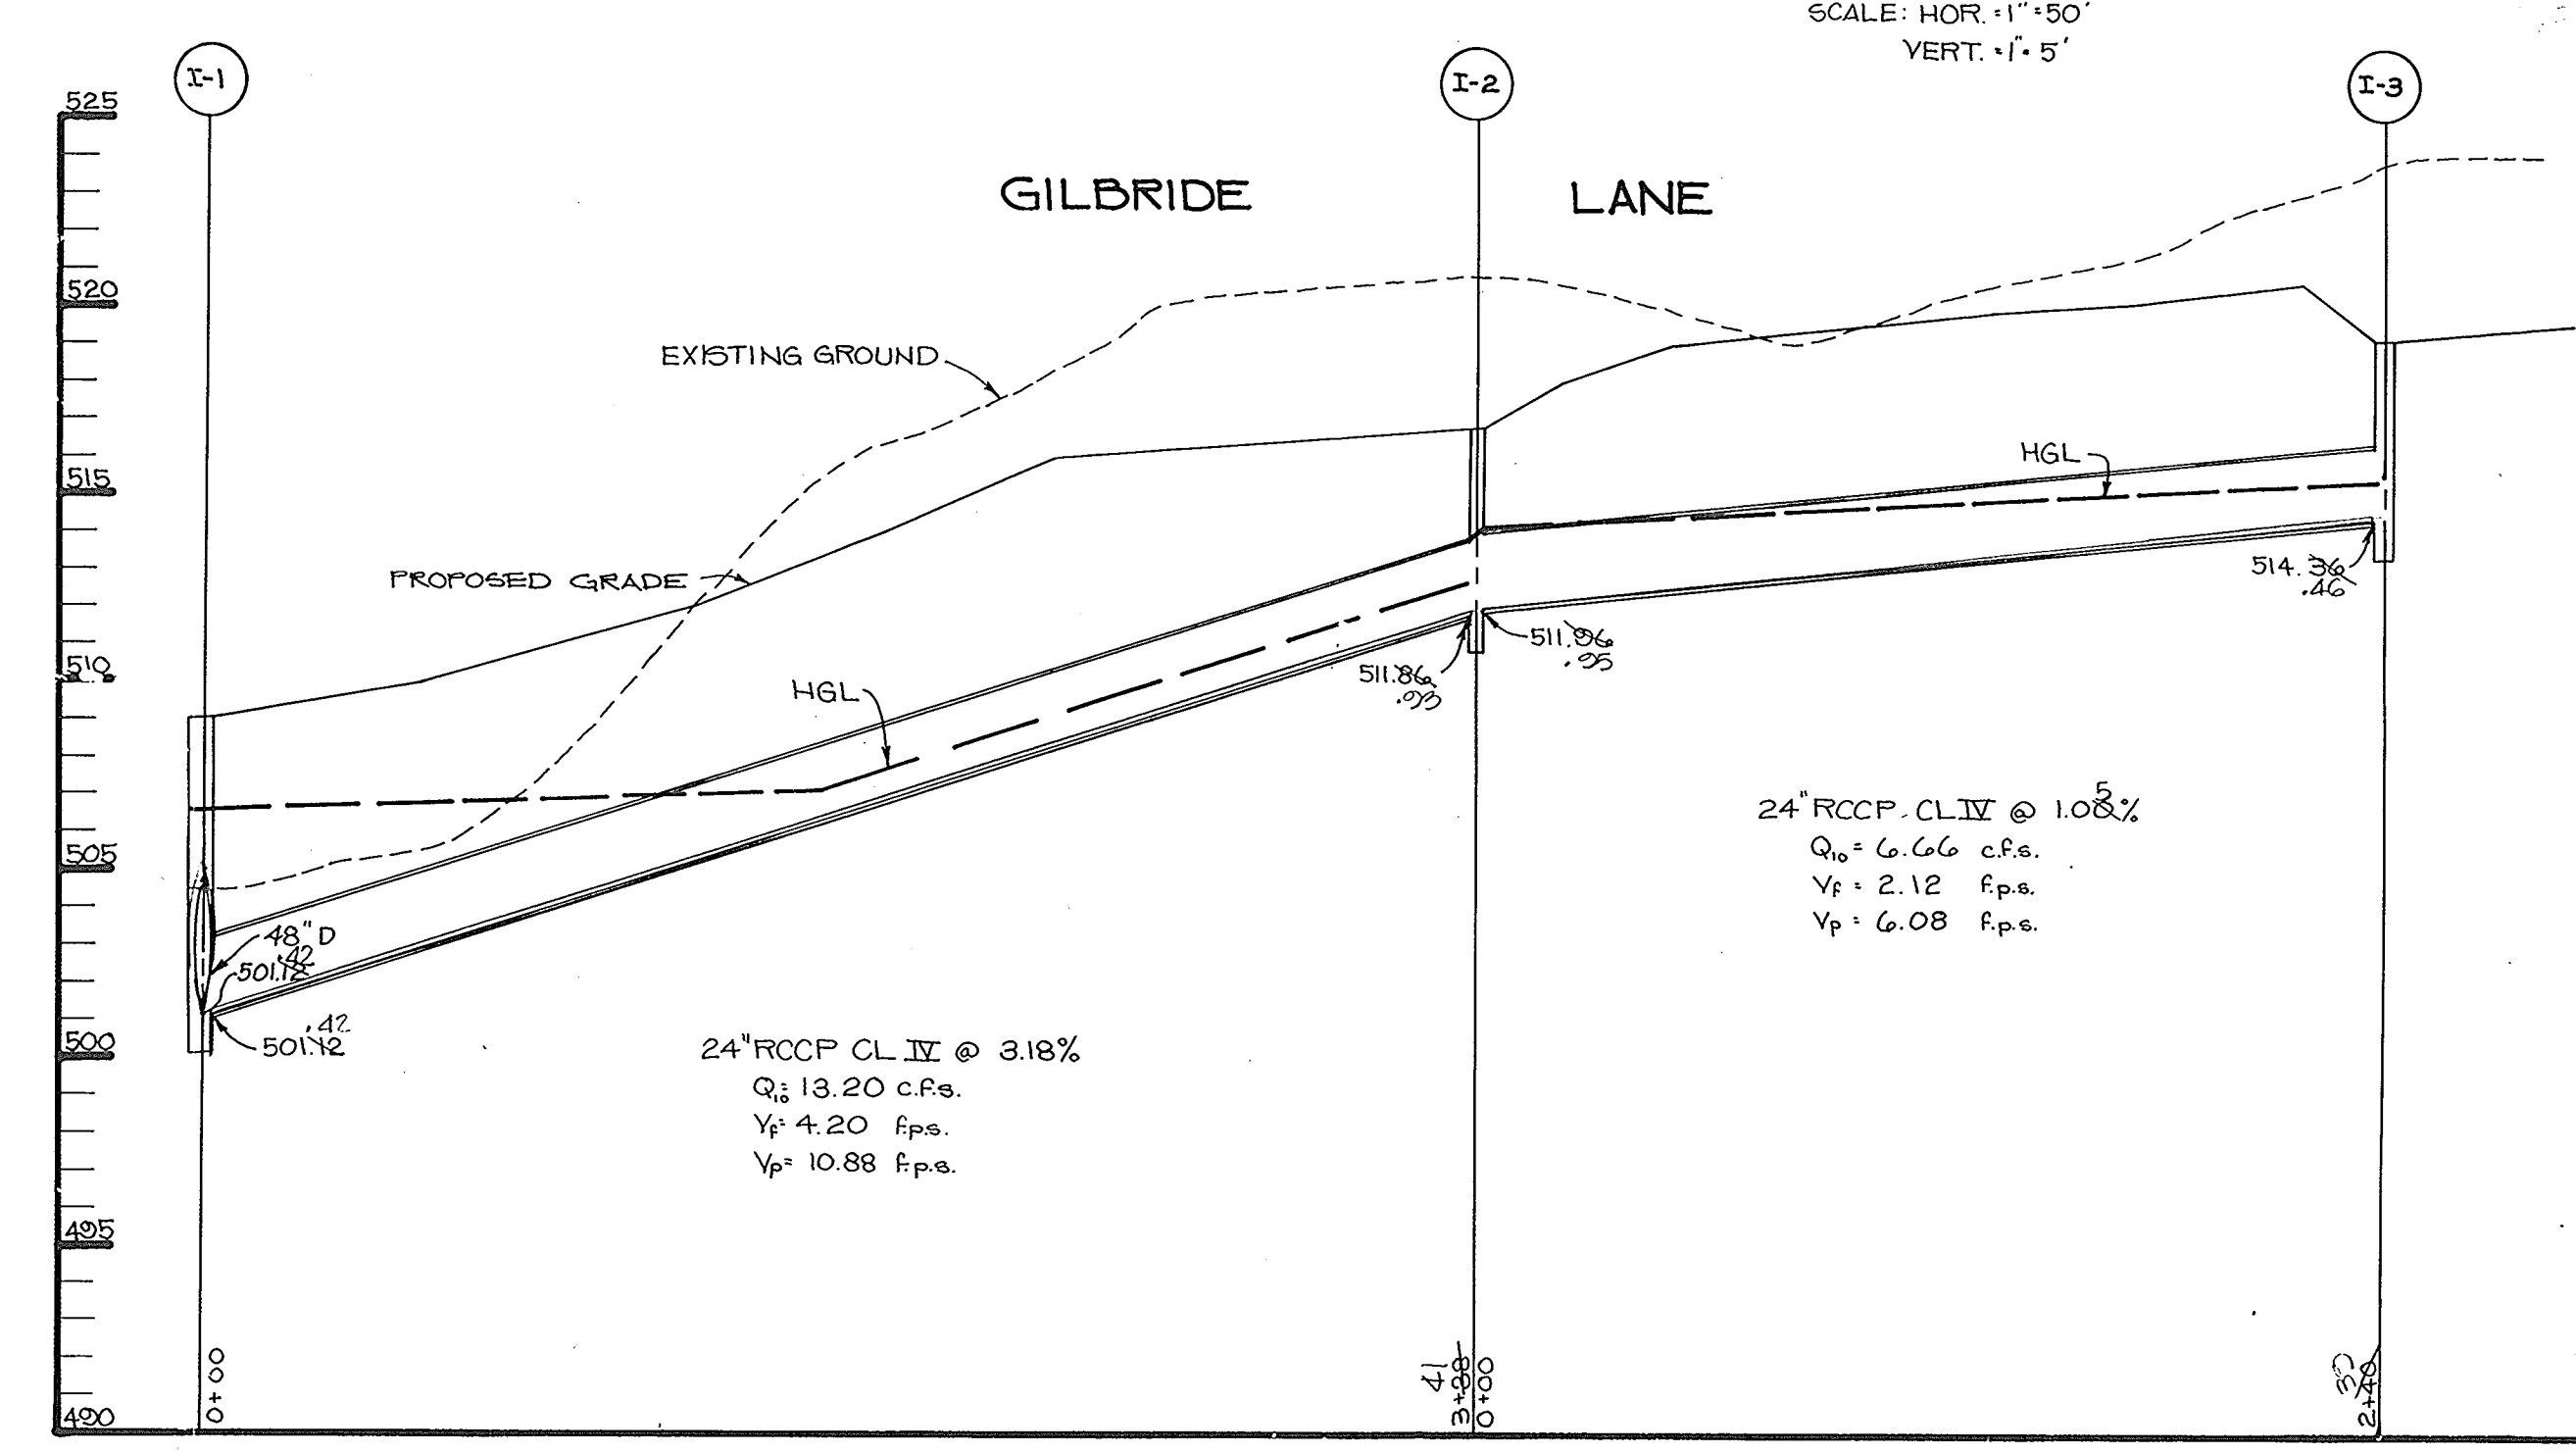 SCALE: HOR. = 1" = 50'
VERT. = 1" = 5'
I-1
I-2
I-3
525
520
515
510
505
500
495
490
GILBRIDE LANE
EXISTING GROUND
PROPOSED GRADE
HGL
HGL
514.36
.46
511.96
.95
511.86
.93
48" D
.42
501.12
.42
501.12
24" RCCP CL IV @ 3.18%
Q10 = 13.20 c.f.s.
Vf = 4.20 f.p.s.
Vp = 10.88 f.p.s.
5
24" RCCP. CL IV @ 1.08%
Q10 = 6.66 c.f.s.
Vf = 2.12 f.p.s.
Vp = 6.08 f.p.s.
0+00
41
3+38
0+00
39
2+40